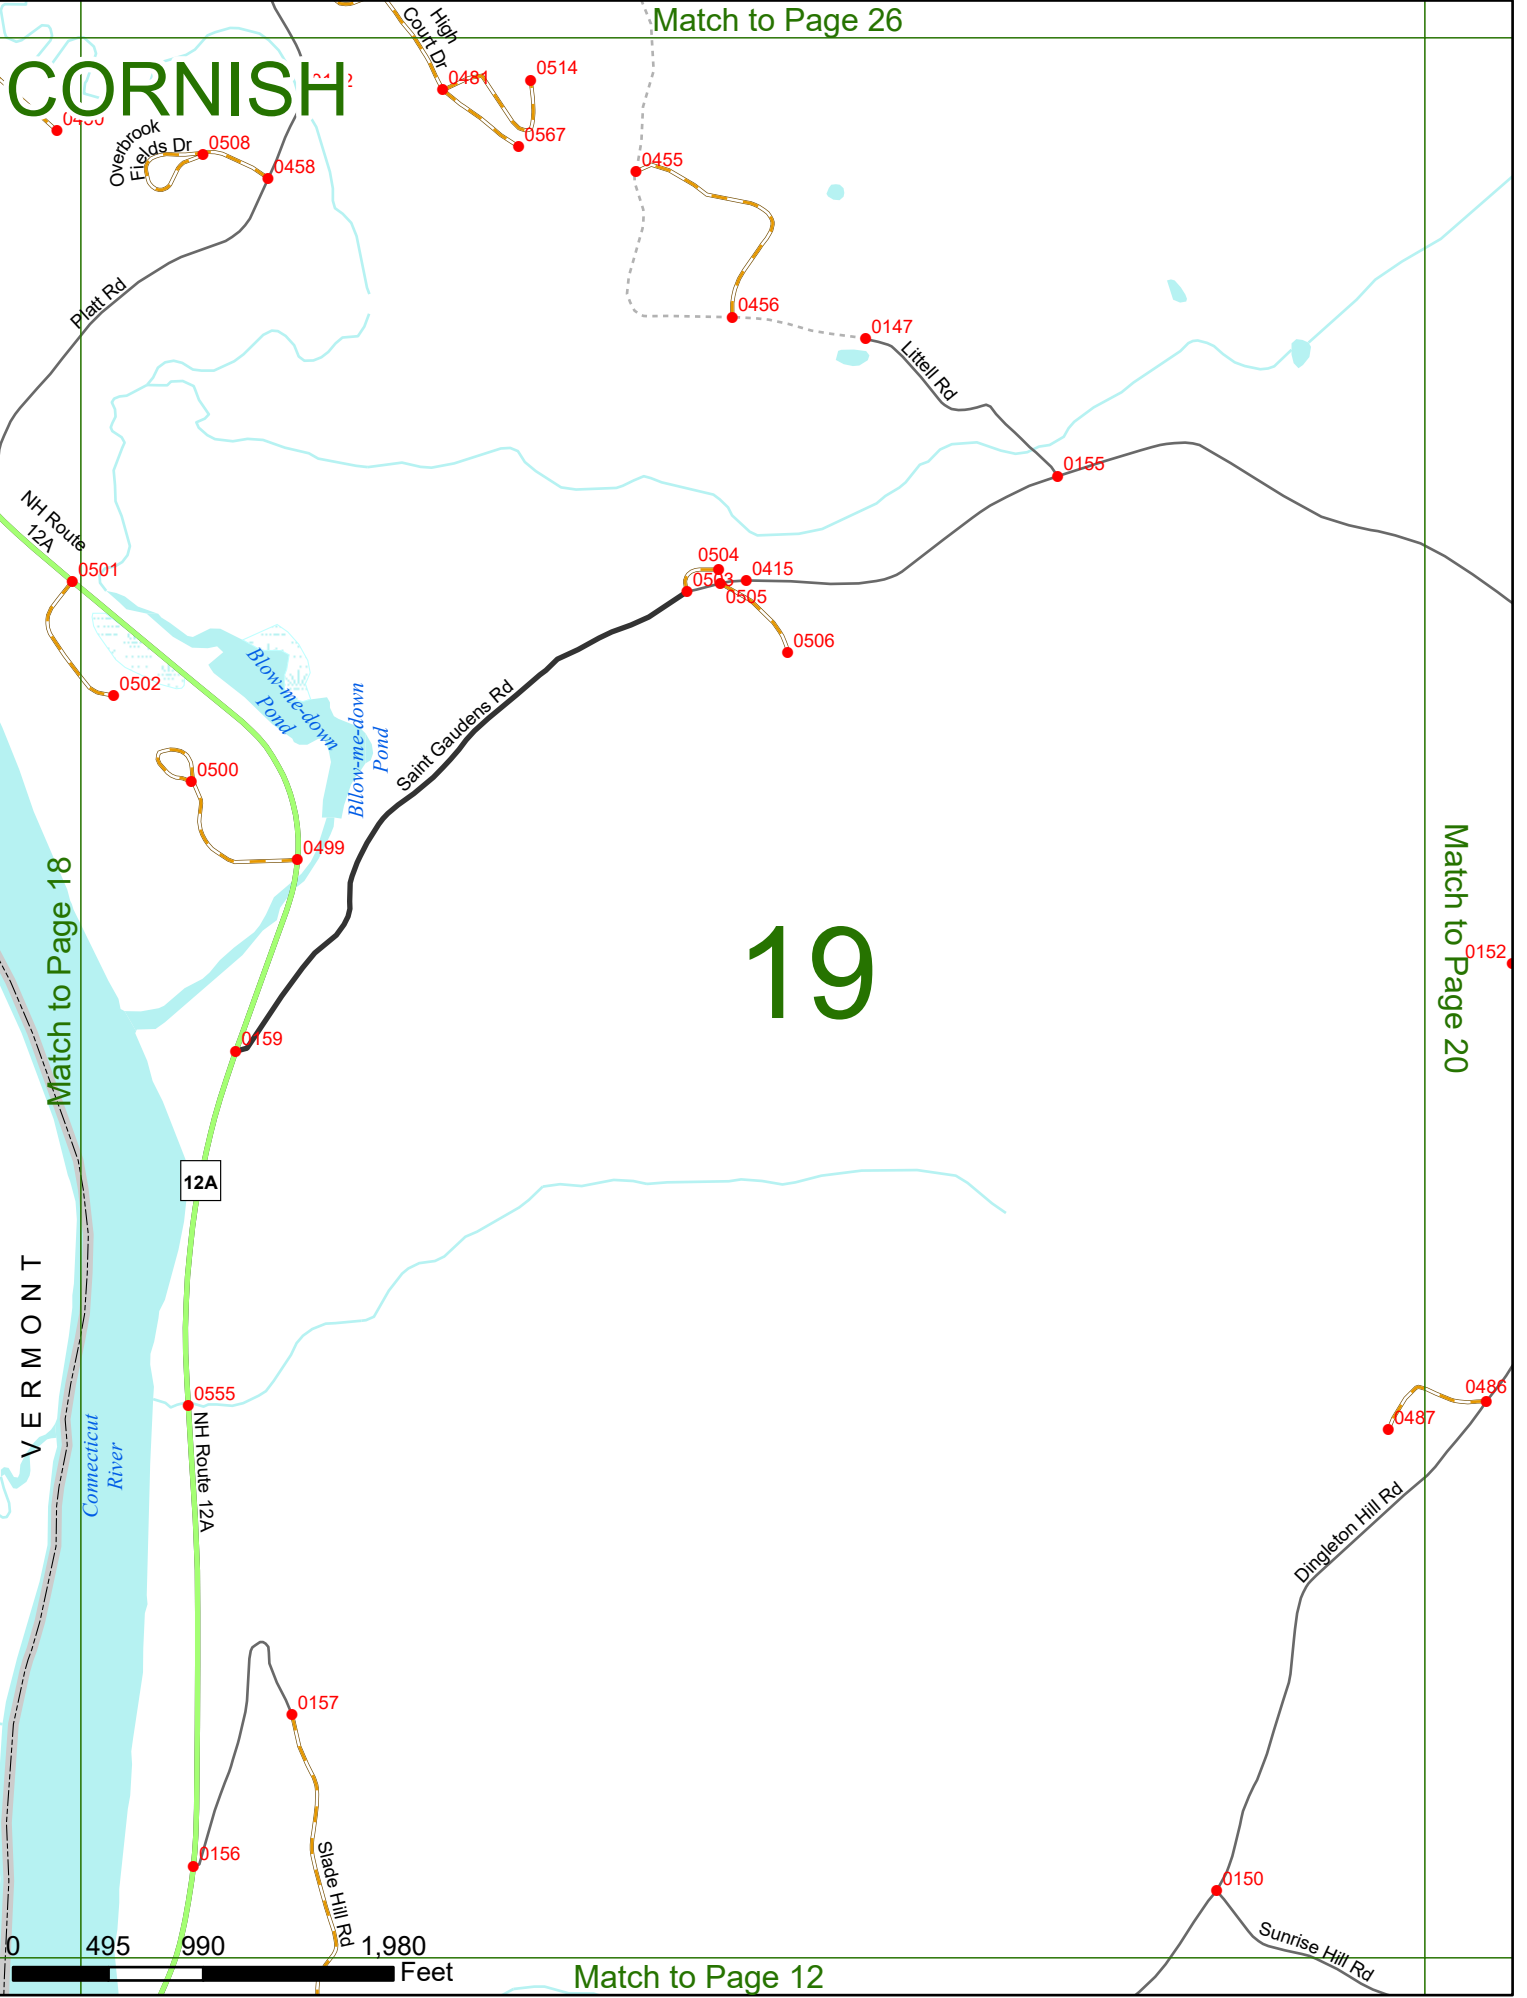 Match to Page 26
CORNISH
High
Court Dr
0481
0514
0567
Overbrook
Fields Dr
0508
0458
0455
0456
0147
Platt Rd
Littell Rd
0155
NH Route
12A
0501
0502
0504
0503
0415
0505
0506
Blow-me-down
Pond
Bllow-me-down
Pond
Saint Gaudens Rd
0500
0499
Match to Page 18
19
Match to Page 20
0152
0159
12A
VERMONT
0555
NH Route 12A
Connecticut
River
0486
0487
Dingleton Hill Rd
0157
0156
Slade Hill Rd
0150
Sunrise Hill Rd
0 495 990 1,980
Feet
Match to Page 12